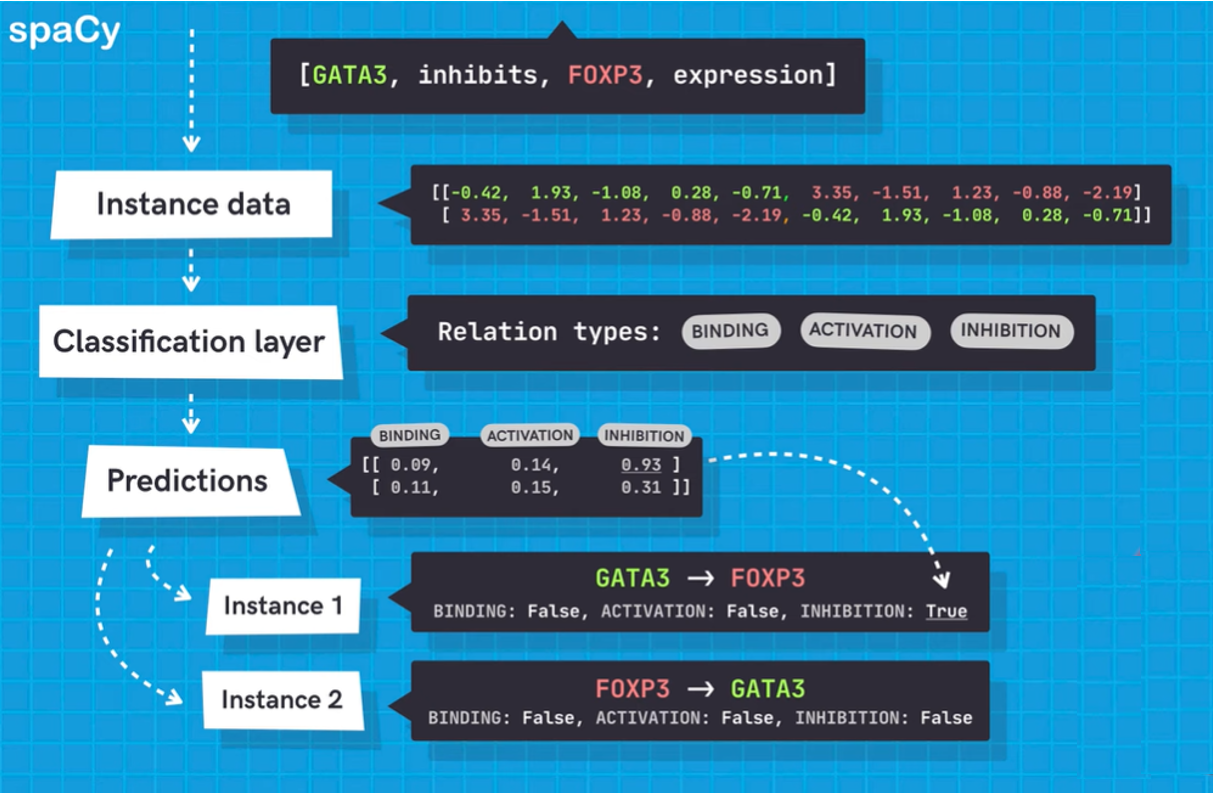 spaCy
[GATA3, inhibits, FOXP3, expression]
Instance data
[[-0.42, 1.93, -1.08, 0.28, -0.71, 3.35, -1.51, 1.23, -0.88, -2.19]
[ 3.35, -1.51, 1.23, -0.88, -2.19, -0.42, 1.93, -1.08, 0.28, -0.71]]
Classification layer
Relation types: BINDING ACTIVATION INHIBITION
Predictions
BINDING ACTIVATION INHIBITION
[[ 0.09, 0.14, 0.93 ]
[ 0.11, 0.15, 0.31 ]]
Instance 1
GATA3 → FOXP3
BINDING: False, ACTIVATION: False, INHIBITION: True
Instance 2
FOXP3 → GATA3
BINDING: False, ACTIVATION: False, INHIBITION: False